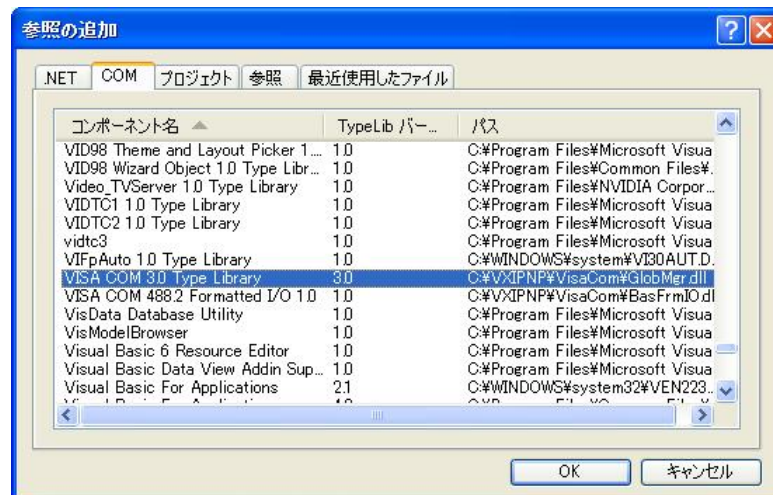 参照の追加
.NET COM プロジェクト 参照 最近使用したファイル
コンポーネント名 TypeLib バー... パス
VID98 Theme and Layout Picker 1.... 1.0 C:¥Program Files¥Microsoft Visua
VID98 Wizard Object 1.0 Type Libr... 1.0 C:¥Program Files¥Common Files¥.
Video_TVServer 1.0 Type Library 1.0 C:¥Program Files¥NVIDIA Corpor...
VIDTC1 1.0 Type Library 1.0 C:¥Program Files¥Microsoft Visua
VIDTC2 1.0 Type Library 1.0 C:¥Program Files¥Microsoft Visua
vidtc3 1.0 C:¥Program Files¥Microsoft Visua
VIFpAuto 1.0 Type Library 1.0 C:¥WINDOWS¥system¥VI30AUT.D.
VISA COM 3.0 Type Library 3.0 C:¥VXIPNP¥VisaCom¥GlobMgr.dll
VISA COM 488.2 Formatted I/O 1.0 1.0 C:¥VXIPNP¥VisaCom¥BasFrmIO.dl
VisData Database Utility 1.0 C:¥Program Files¥Microsoft Visua
VisModelBrowser 1.0 C:¥Program Files¥Microsoft Visua
Visual Basic 6 Resource Editor 1.0 C:¥Program Files¥Microsoft Visua
Visual Basic Data View Addin Sup... 1.0 C:¥Program Files¥Microsoft Visua
Visual Basic For Applications 2.1 C:¥WINDOWS¥system32¥VEN223..
OK キャンセル